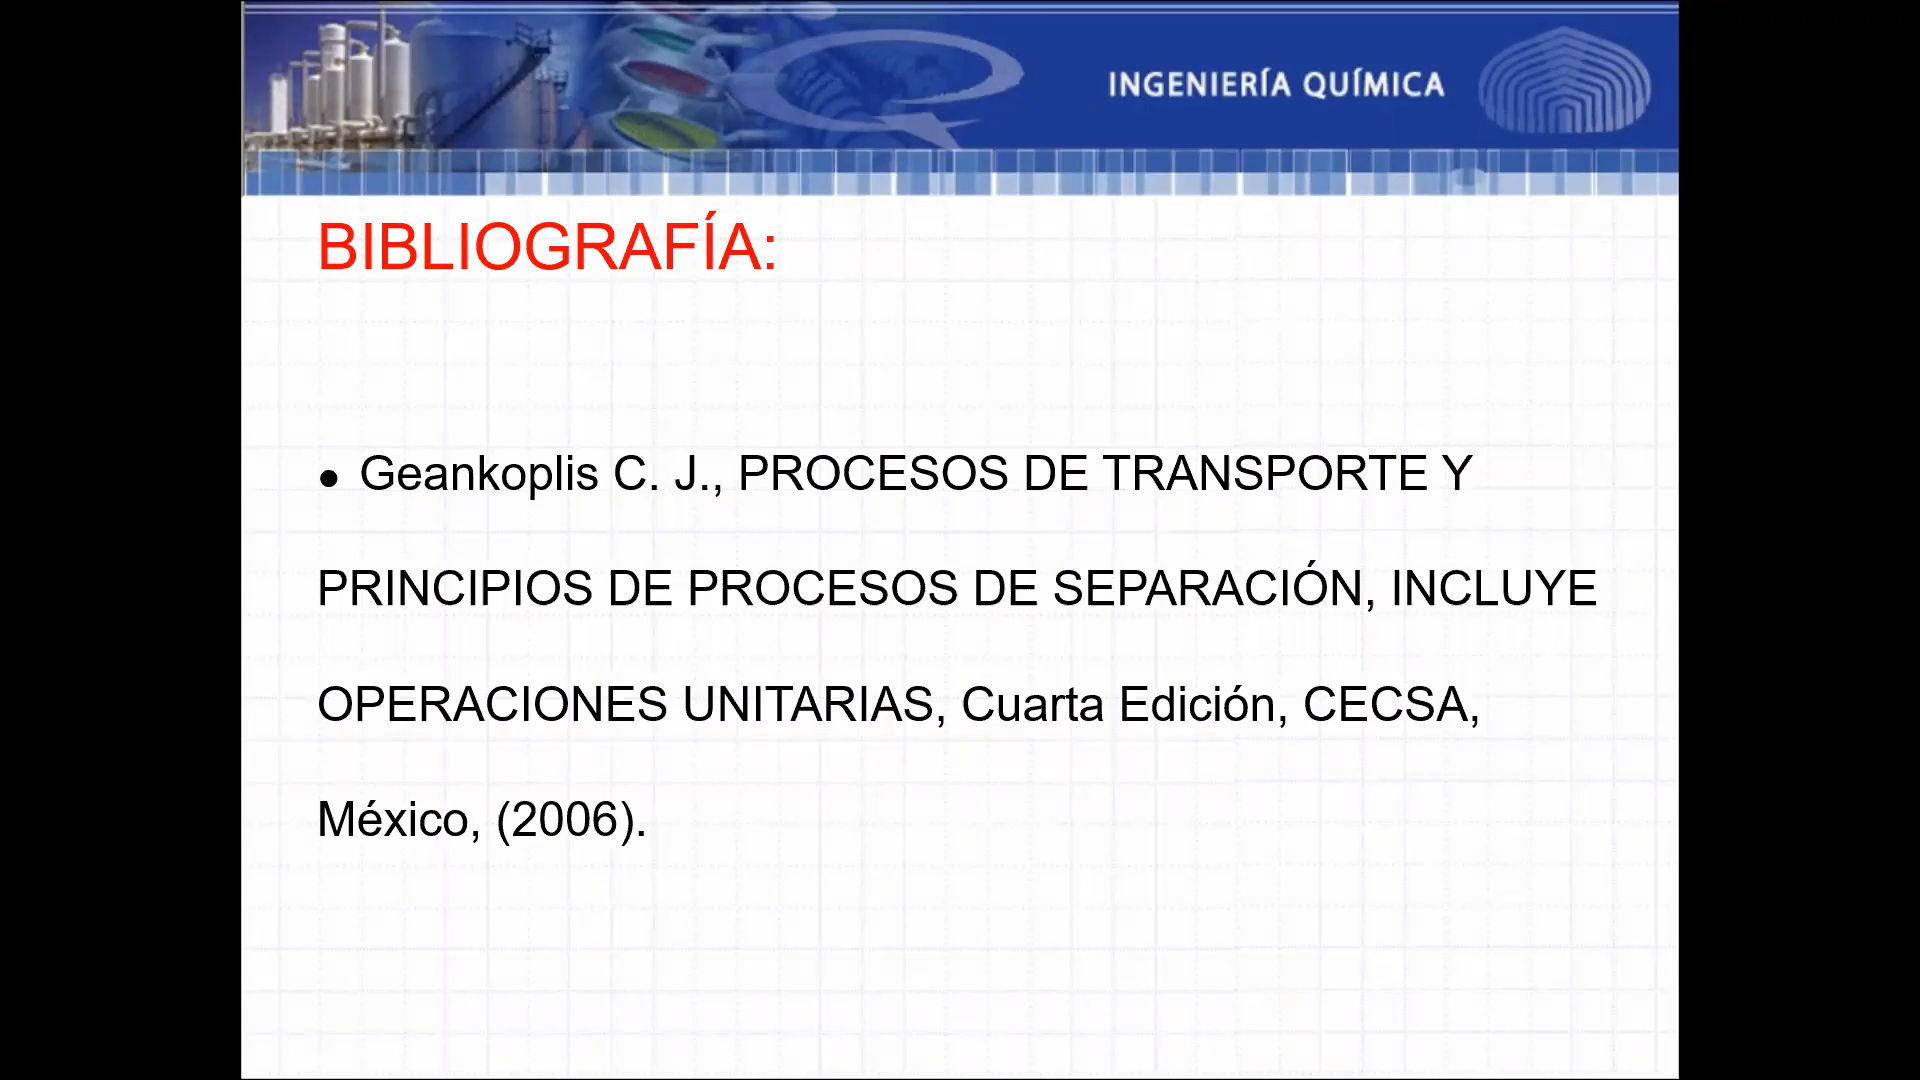 INGENIERÍA QUÍMICA
BIBLIOGRAFÍA:
● Geankoplis C. J., PROCESOS DE TRANSPORTE Y
PRINCIPIOS DE PROCESOS DE SEPARACIÓN, INCLUYE
OPERACIONES UNITARIAS, Cuarta Edición, CECSA,
México, (2006).